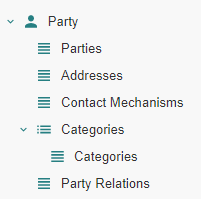 Party
Parties
Addresses
Contact Mechanisms
Categories
Categories
Party Relations